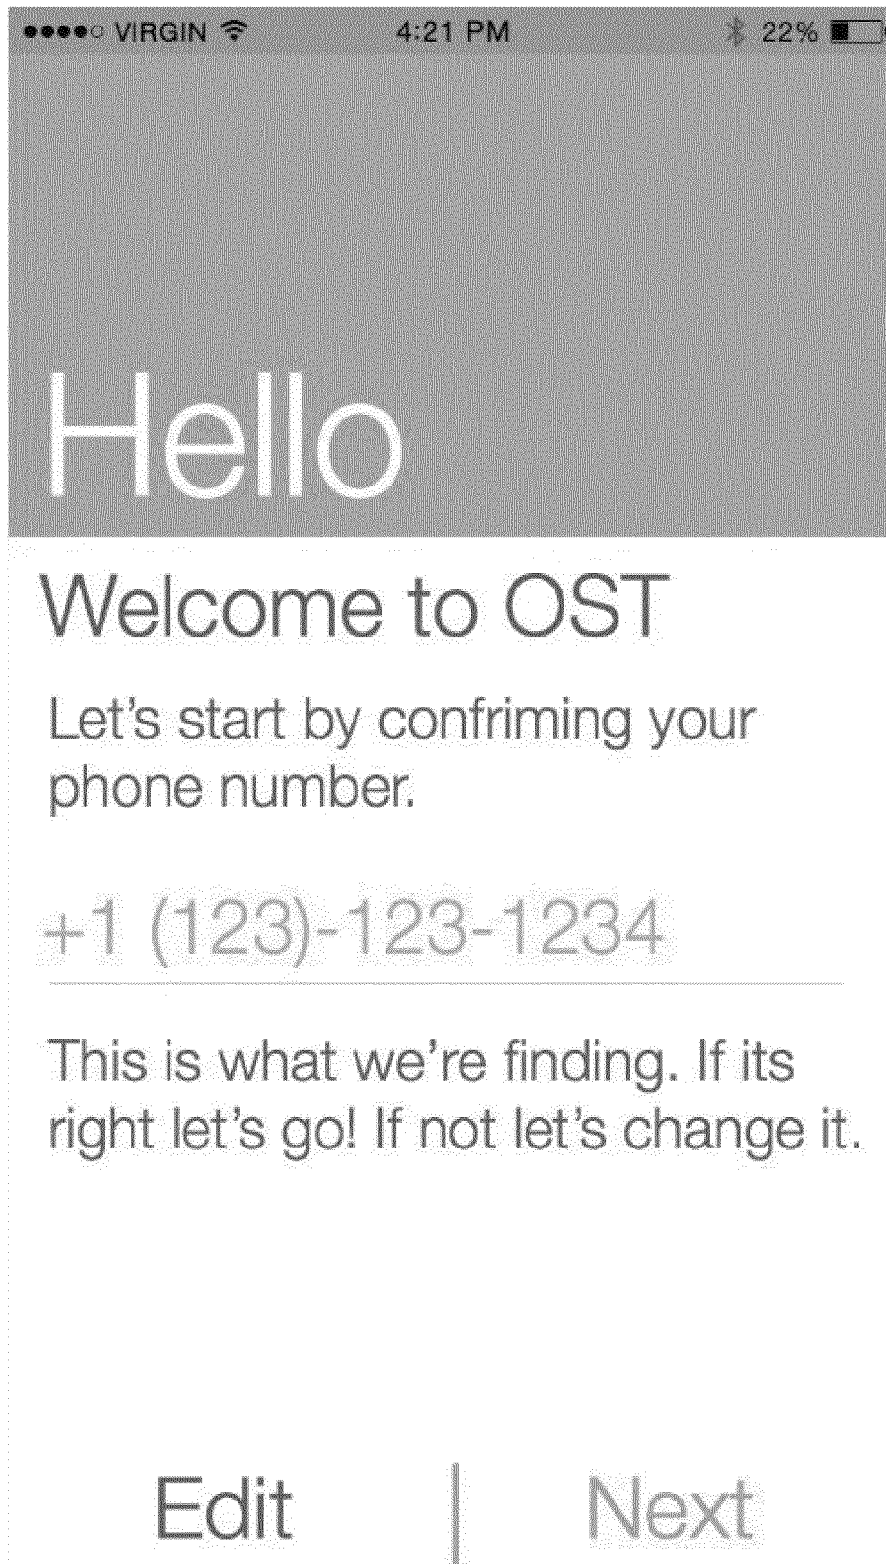 VIRGIN 4:21 PM 22%
Hello
Welcome to OST
Let's start by confriming your
phone number.
+1 (123)-123-1234
This is what we're finding. If its
right let's go! If not let's change it.
Edit | Next